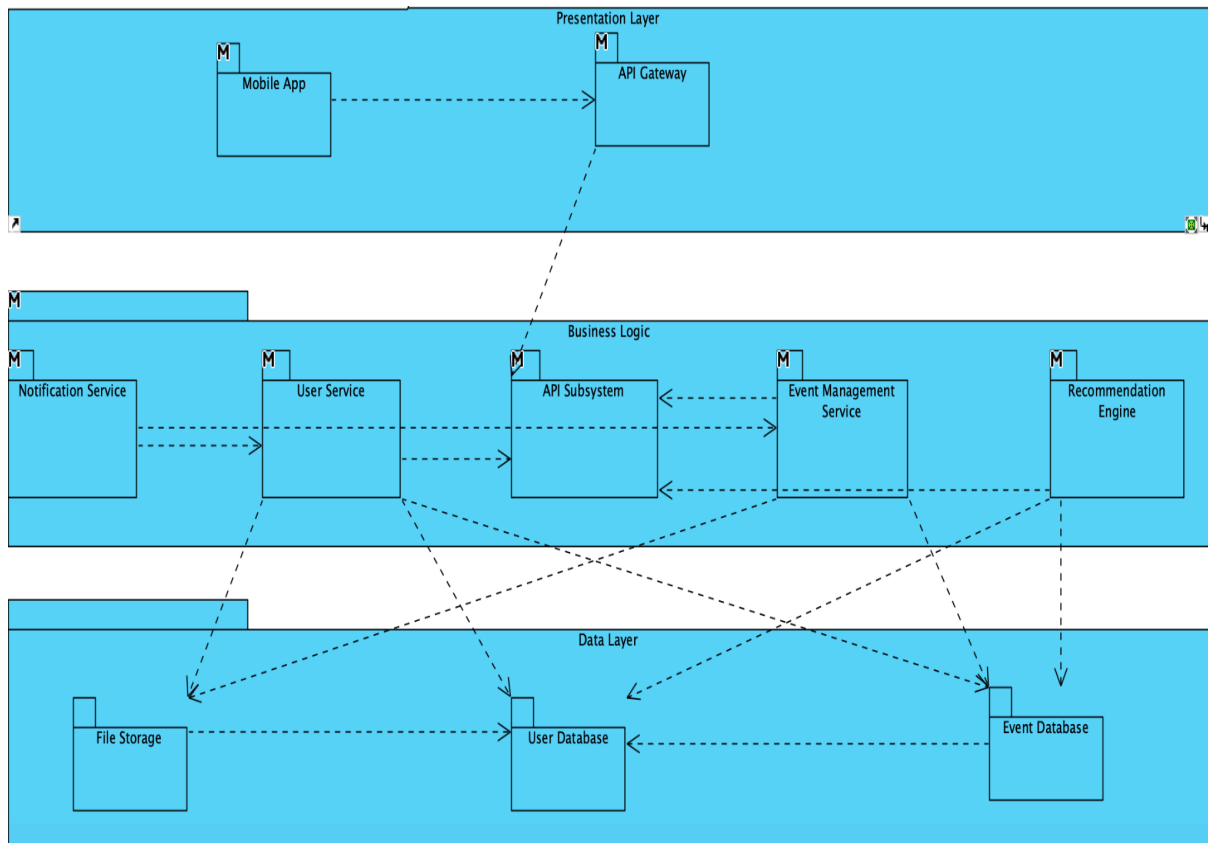 Presentation Layer
M
M
Mobile App
API Gateway
M
Business Logic
M
M
M
M
M
Notification Service
User Service
API Subsystem
Event Management
Service
Recommendation
Engine
Data Layer
File Storage
User Database
Event Database